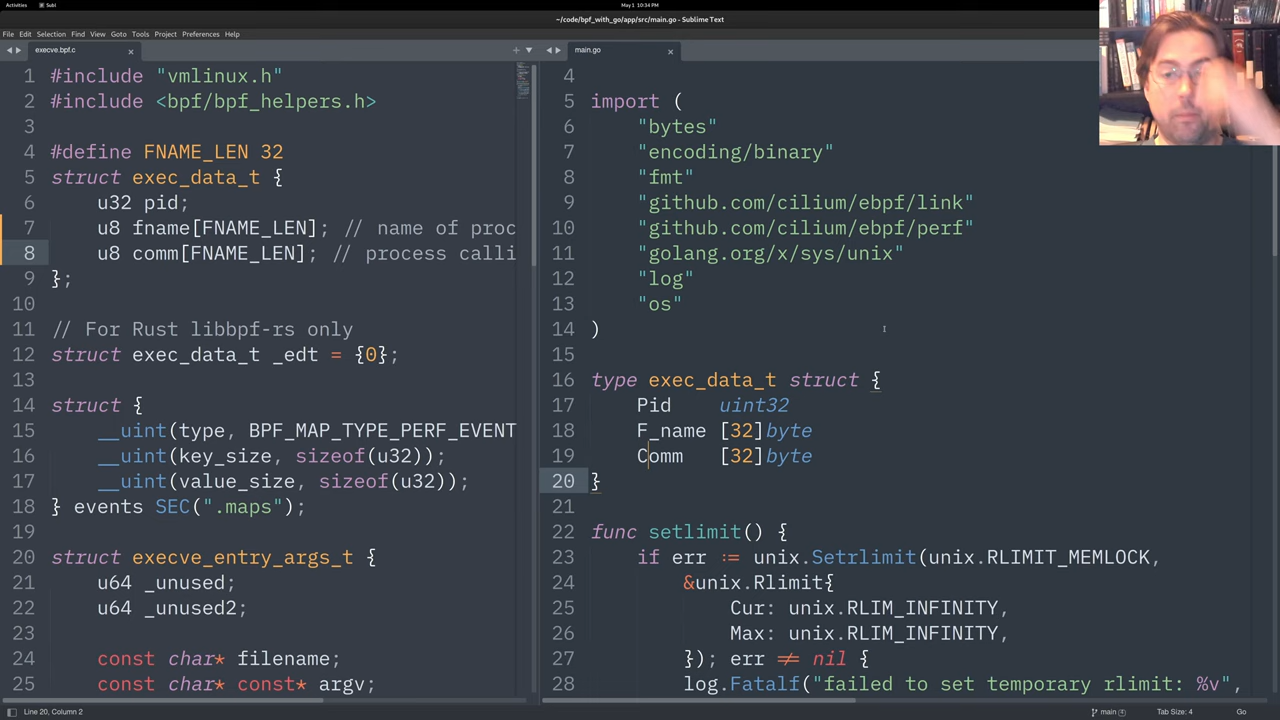 Activities Subl
May 1 10:34 PM
~/code/bpf_with_go/app/src/main.go - Sublime Text
File Edit Selection Find View Goto Tools Project Preferences Help
execve.bpf.c
1 #include "vmlinux.h"
2 #include <bpf/bpf_helpers.h>
3
4 #define FNAME_LEN 32
5 struct exec_data_t {
6 u32 pid;
7 u8 fname[FNAME_LEN]; // name of proc
8 u8 comm[FNAME_LEN]; // process calli
9 };
10
11 // For Rust libbpf-rs only
12 struct exec_data_t _edt = {0};
13
14 struct {
15 __uint(type, BPF_MAP_TYPE_PERF_EVENT
16 __uint(key_size, sizeof(u32));
17 __uint(value_size, sizeof(u32));
18 } events SEC(".maps");
19
20 struct execve_entry_args_t {
21 u64 _unused;
22 u64 _unused2;
23
24 const char* filename;
25 const char* const* argv;
main.go
4
5 import (
6 "bytes"
7 "encoding/binary"
8 "fmt"
9 "github.com/cilium/ebpf/link"
10 "github.com/cilium/ebpf/perf"
11 "golang.org/x/sys/unix"
12 "log"
13 "os"
14 )
15
16 type exec_data_t struct {
17 Pid uint32
18 F_name [32]byte
19 Comm [32]byte
20 }
21
22 func setlimit() {
23 if err := unix.Setrlimit(unix.RLIMIT_MEMLOCK,
24 &unix.Rlimit{
25 Cur: unix.RLIM_INFINITY,
26 Max: unix.RLIM_INFINITY,
27 }); err != nil {
28 log.Fatalf("failed to set temporary rlimit: %v",
Line 20, Column 2
main 4
Tab Size: 4
Go